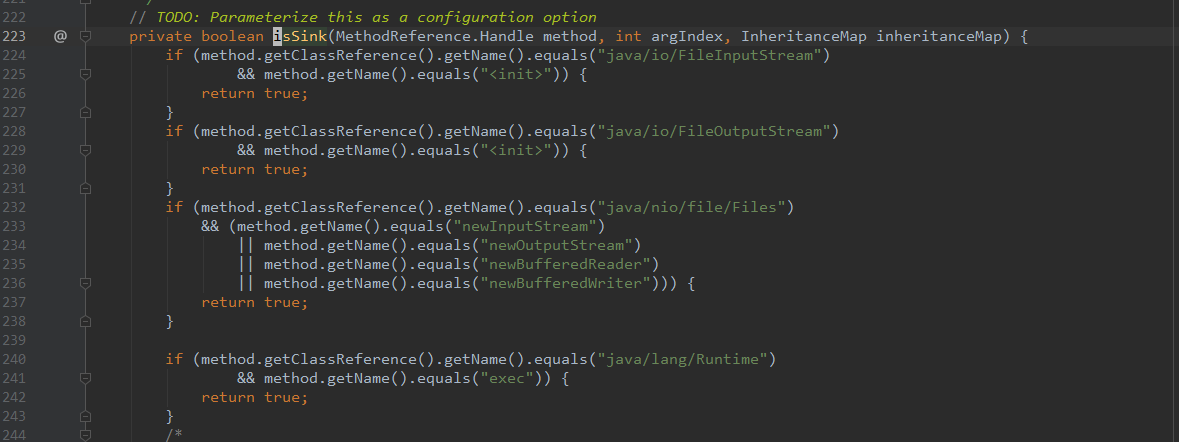 221 */
222 // TODO: Parameterize this as a configuration option
223 @ private boolean isSink(MethodReference.Handle method, int argIndex, InheritanceMap inheritanceMap) {
224 if (method.getClassReference().getName().equals("java/io/FileInputStream")
225 && method.getName().equals("<init>")) {
226 return true;
227 }
228 if (method.getClassReference().getName().equals("java/io/FileOutputStream")
229 && method.getName().equals("<init>")) {
230 return true;
231 }
232 if (method.getClassReference().getName().equals("java/nio/file/Files")
233 && (method.getName().equals("newInputStream")
234 || method.getName().equals("newOutputStream")
235 || method.getName().equals("newBufferedReader")
236 || method.getName().equals("newBufferedWriter"))) {
237 return true;
238 }
239
240 if (method.getClassReference().getName().equals("java/lang/Runtime")
241 && method.getName().equals("exec")) {
242 return true;
243 }
244 /*